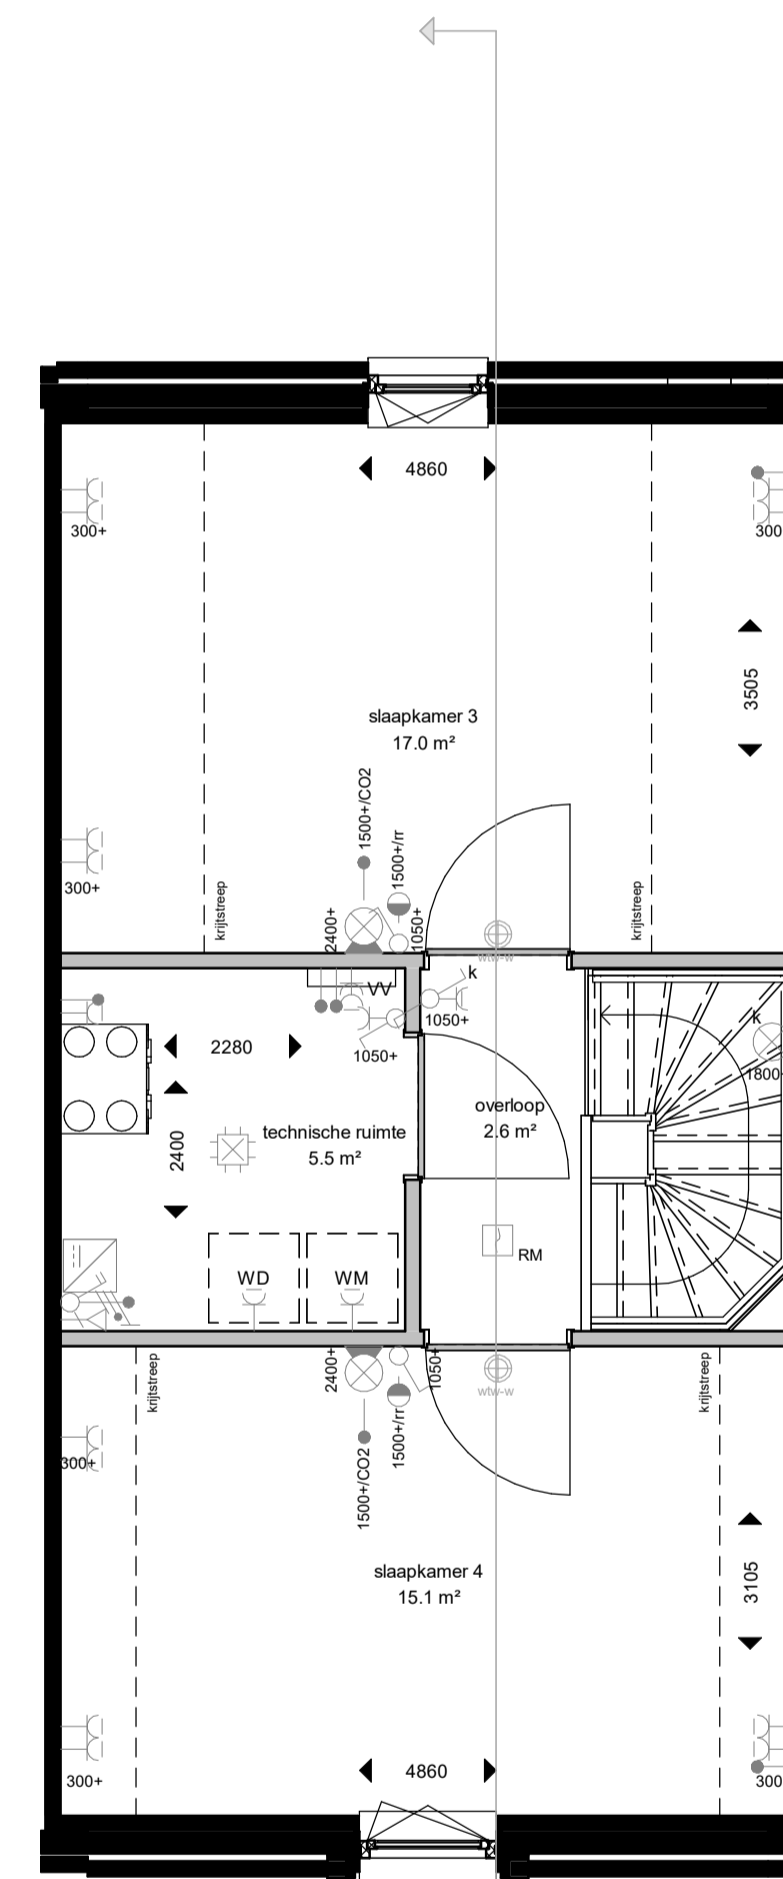 4860
300+
300
3505
slaapkamer 3
17.0 m²
1500+/CO2
1500+/rr
300+
krijtstreep
krijtstreep
2400+
1050+
wtw-w
k
VV
1050+
1050+
2280
k
1800+
2400
technische ruimte
5.5 m²
overloop
2.6 m²
RM
WD
WM
2400+
1050+
wtw-w
krijtstreep
krijtstreep
1500+/rr
1500+/CO2
300+
slaapkamer 4
15.1 m²
3105
4860
300+
300